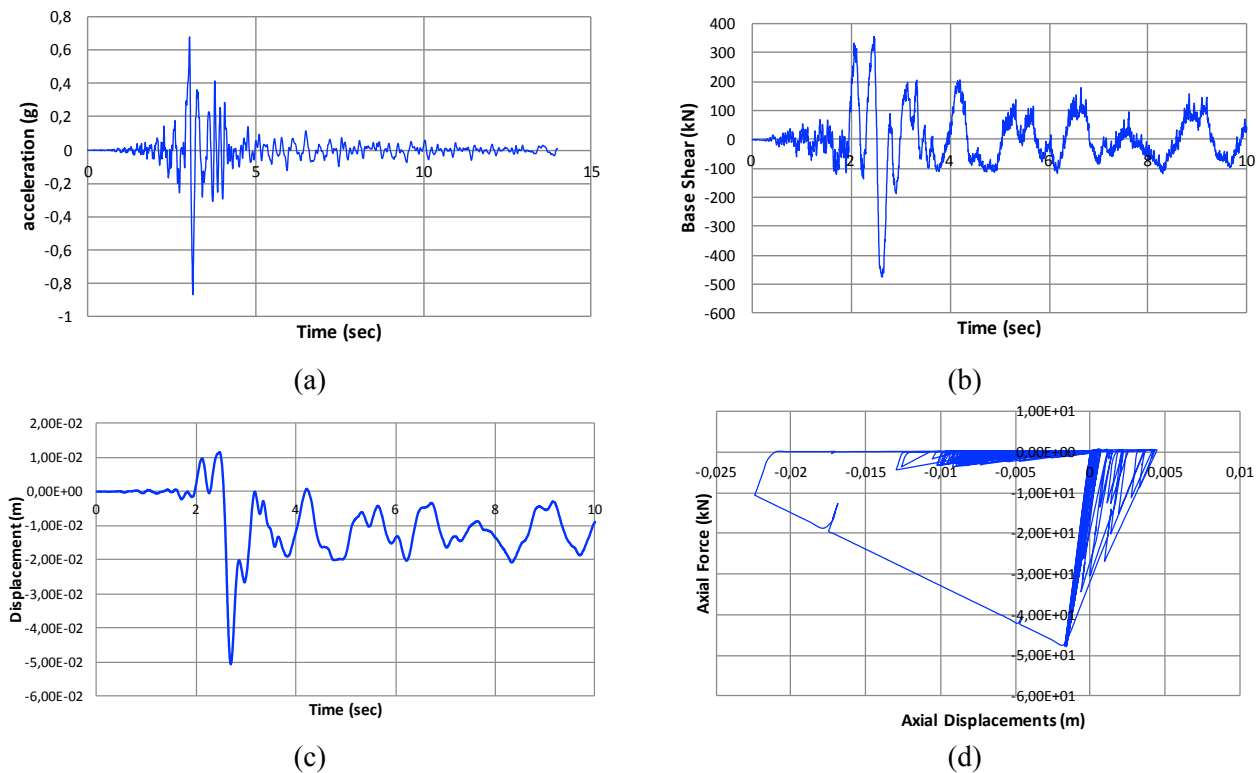 0,8
0,6
0,4
0,2
0
-0,2
-0,4
-0,6
-0,8
-1
0
5
10
15
acceleration (g)
Time (sec)
(a)
400
300
200
100
0
-100
-200
-300
-400
-500
-600
0
2
4
6
8
10
Base Shear (kN)
Time (sec)
(b)
2,00E-02
1,00E-02
0,00E+00
-1,00E-02
-2,00E-02
-3,00E-02
-4,00E-02
-5,00E-02
-6,00E-02
0
2
4
6
8
10
Displacement (m)
Time (sec)
(c)
1,00E+01
0,00E+00
-1,00E+01
-2,00E+01
-3,00E+01
-4,00E+01
-5,00E+01
-6,00E+01
-0,025
-0,02
-0,015
-0,01
-0,005
0
0,005
0,01
Axial Force (kN)
Axial Displacements (m)
(d)